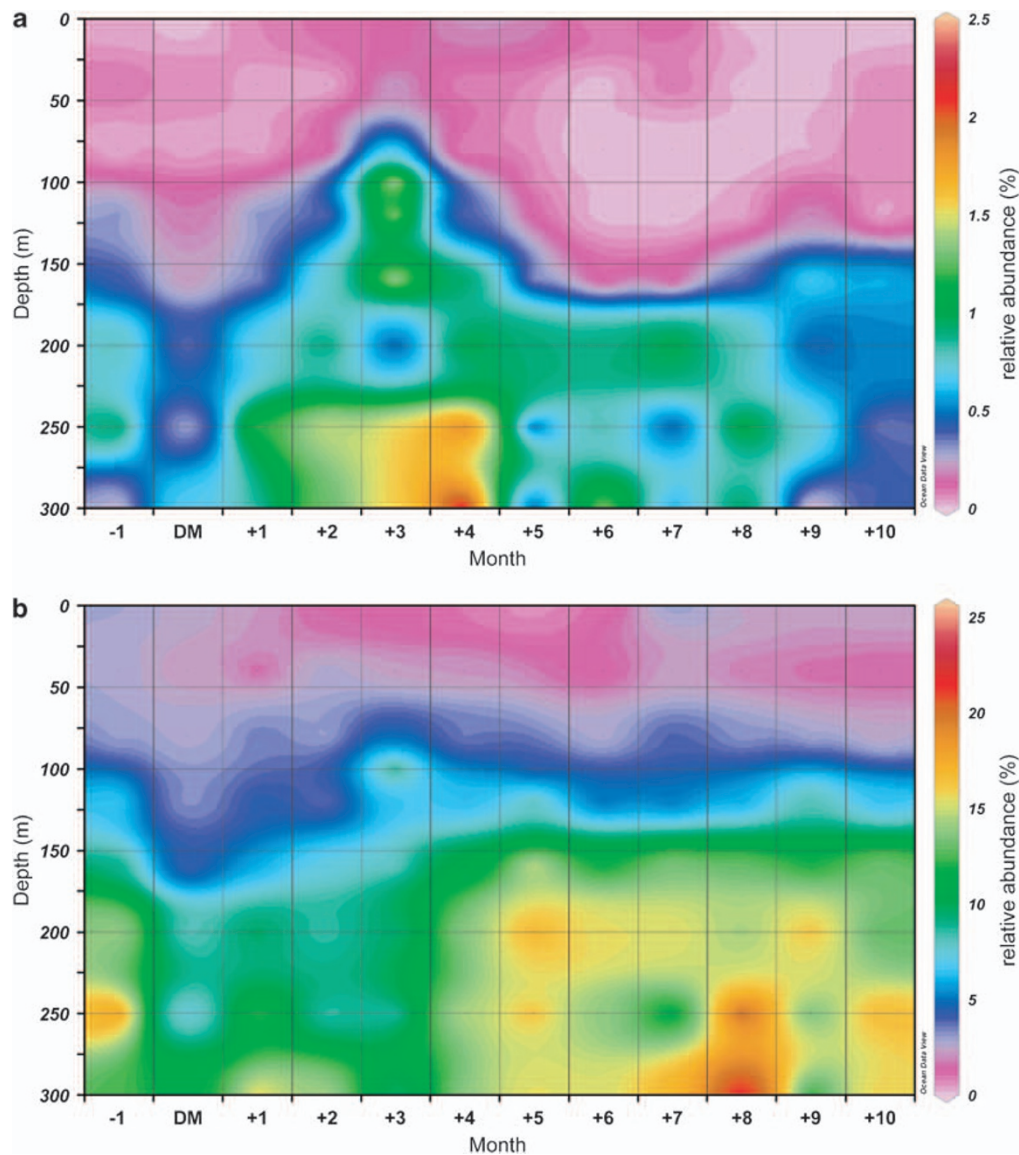 a
0
50
100
150
200
250
300
Depth (m)
-1 DM +1 +2 +3 +4 +5 +6 +7 +8 +9 +10
Month
2.5
2
1.5
1
0.5
0
relative abundance (%)
Ocean Data View
b
0
50
100
150
200
250
300
Depth (m)
-1 DM +1 +2 +3 +4 +5 +6 +7 +8 +9 +10
Month
25
20
15
10
5
0
relative abundance (%)
Ocean Data View